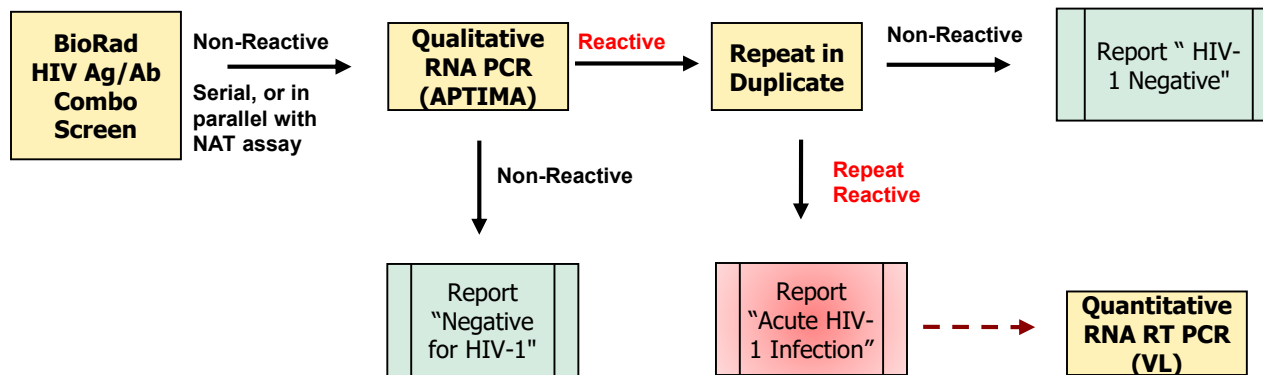 BioRad
HIV Ag/Ab
Combo
Screen
Non-Reactive
Serial, or in
parallel with
NAT assay
Qualitative
RNA PCR
(APTIMA)
Reactive
Repeat in
Duplicate
Non-Reactive
Report “ HIV-
1 Negative"
Non-Reactive
Repeat
Reactive
Report
“Negative
for HIV-1"
Report
“Acute HIV-
1 Infection”
Quantitative
RNA RT PCR
(VL)